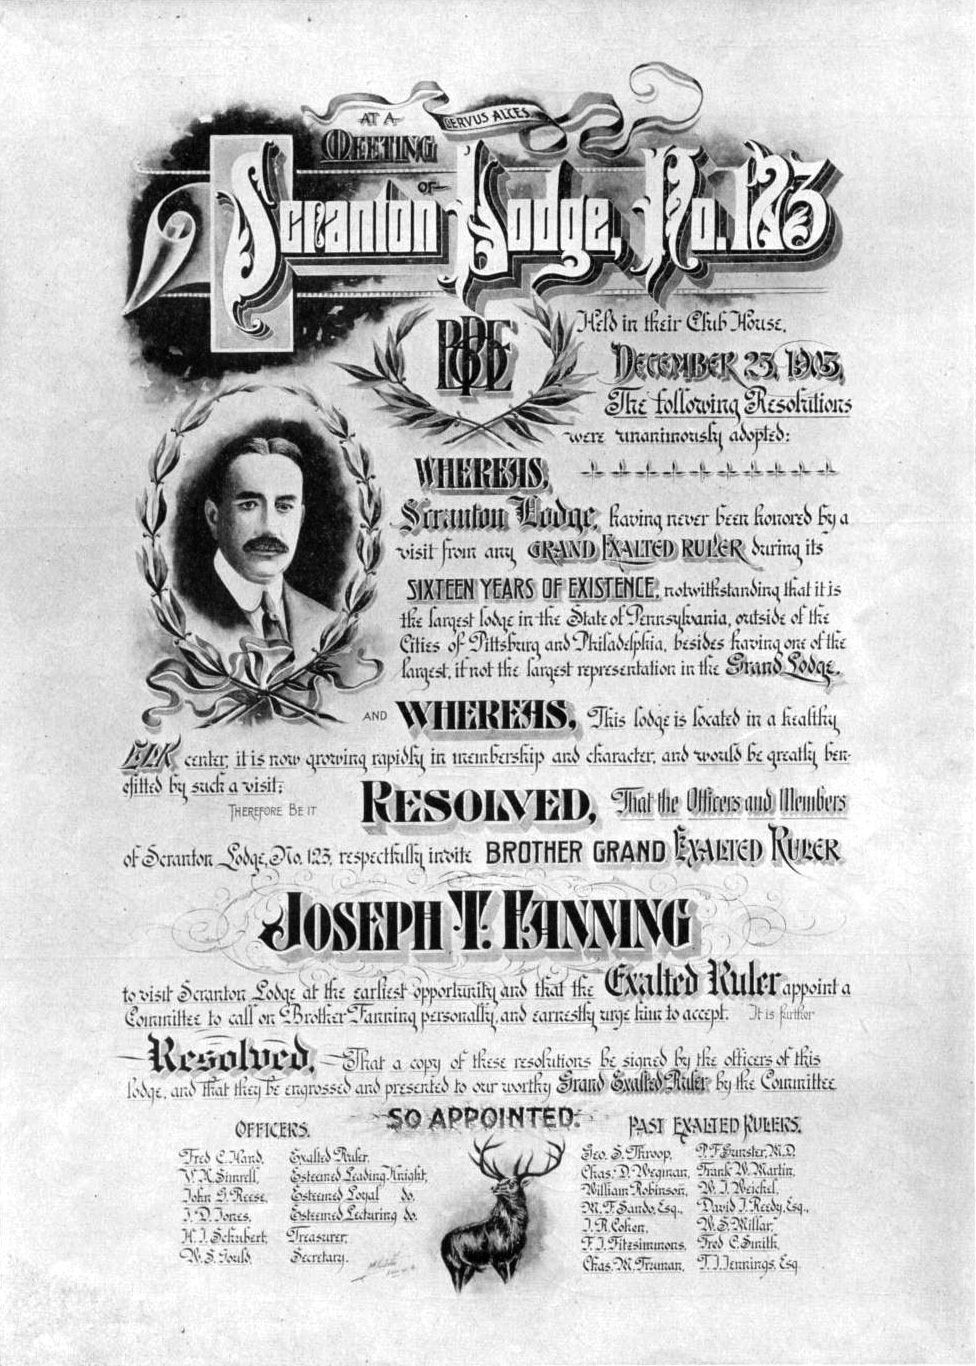 AT A
CERVUS ALCES
MEETING
OF
Scranton Lodge, No. 123
BPOE
Held in their Club House,
DECEMBER 23, 1903,
The following Resolutions
were unanimously adopted:
WHEREAS,
Scranton Lodge, having never been honored by a
visit from any GRAND EXALTED RULER during its
SIXTEEN YEARS OF EXISTENCE, notwithstanding that it is
the largest lodge in the State of Pennsylvania, outside of the
Cities of Pittsburg and Philadelphia, besides having one of the
largest, if not the largest representation in the Grand Lodge.
AND WHEREAS, This lodge is located in a healthy
ELK center, it is now growing rapidly in membership and character, and would be greatly ben-
efitted by such a visit;
THEREFORE BE IT RESOLVED, That the Officers and Members
of Scranton Lodge, No. 123, respectfully invite BROTHER GRAND EXALTED RULER
JOSEPH T. FANNING
to visit Scranton Lodge at the earliest opportunity and that the Exalted Ruler appoint a
Committee to call on Brother Fanning personally, and earnestly urge him to accept. It is further
Resolved, That a copy of these resolutions be signed by the officers of this
lodge, and that they be engrossed and presented to our worthy Grand Exalted Ruler by the Committee
SO APPOINTED:
OFFICERS.
Fred C. Hand, Exalted Ruler.
Esteemed Leading Knight,
John G. Reese, Esteemed Loyal do.
J. D. Jones, Esteemed Lecturing do.
H. J. Schubert, Treasurer,
W. S. Gould, Secretary.
PAST EXALTED RULERS.
Geo. S. Throop, P. F. Gunster, M.D.
Chas. D. Wegman, Frank W. Martin,
William Robinson, W. J. Weichel,
M. F. Sando, Esq., David J. Reedy, Esq.,
J. R. Cohen, W. S. Millar,
F. J. Fitzsimmons, Fred C. Smith,
Chas. M. Truman, T. J. Jennings, Esq.